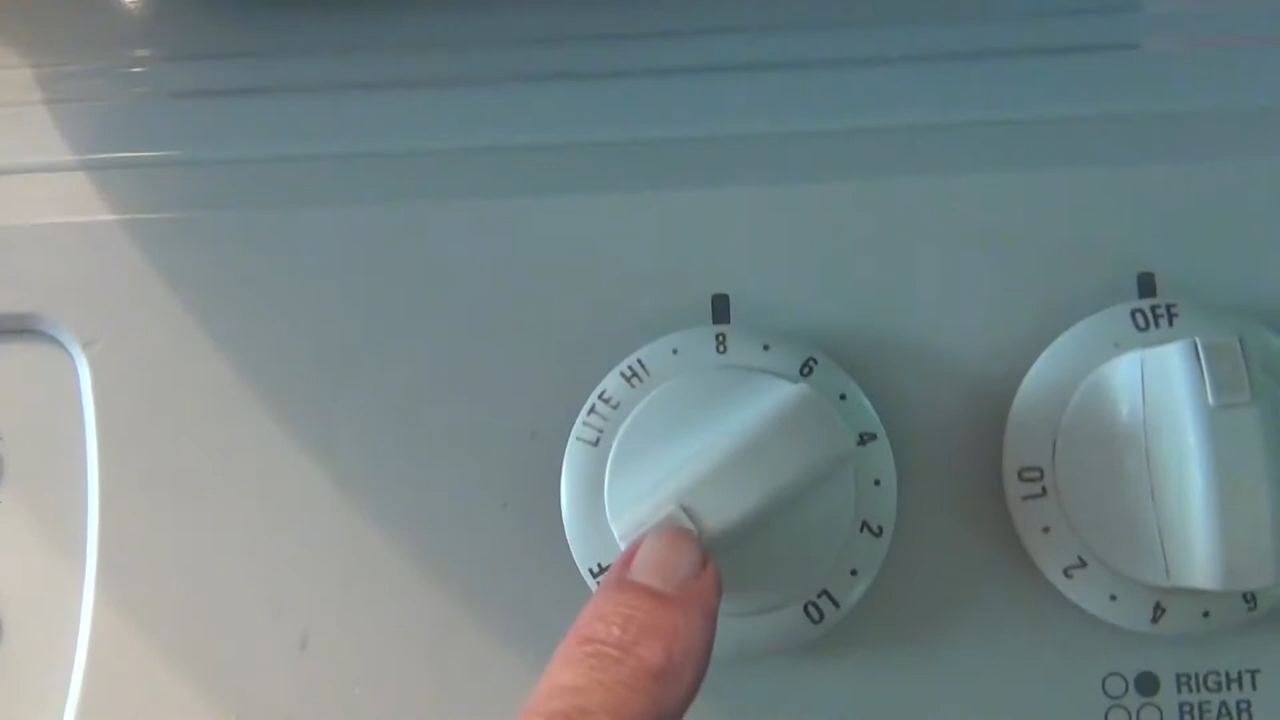 LITE HI · 8 · 6 · 4 · 2 · LO
OFF
LO · 2 · 4 · 6
RIGHT
REAR